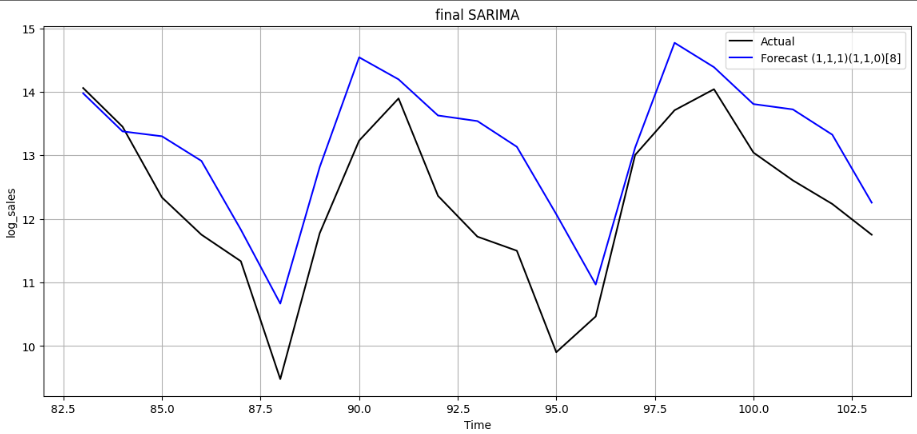 final SARIMA
Actual
Forecast (1,1,1)(1,1,0)[8]
log_sales
15
14
13
12
11
10
82.5 85.0 87.5 90.0 92.5 95.0 97.5 100.0 102.5
Time